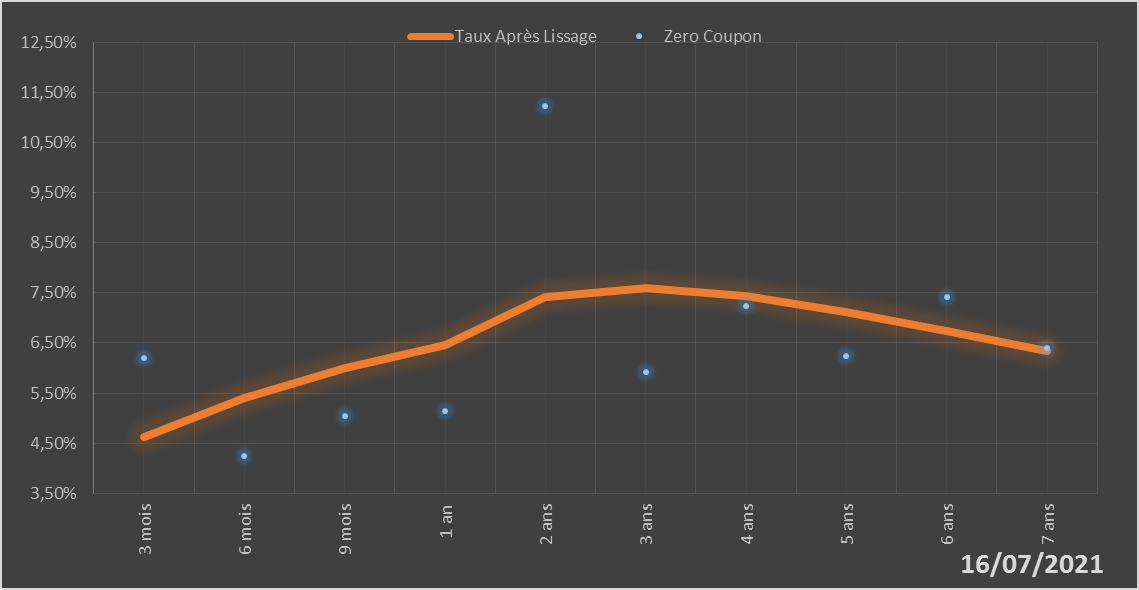 Taux Après Lissage
Zero Coupon
12,50%
11,50%
10,50%
9,50%
8,50%
7,50%
6,50%
5,50%
4,50%
3,50%
3 mois
6 mois
9 mois
1 an
2 ans
3 ans
4 ans
5 ans
6 ans
7 ans
16/07/2021